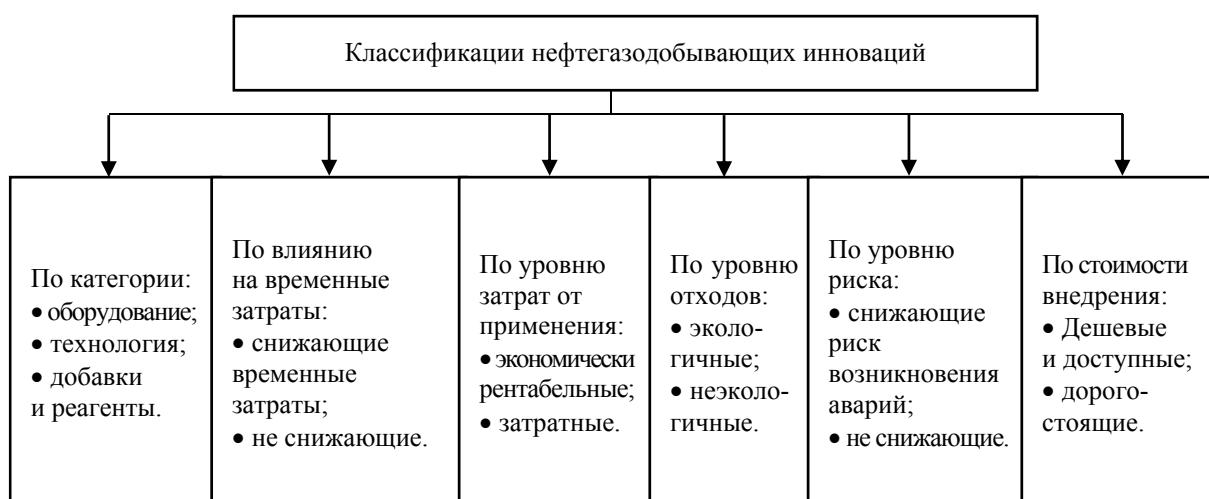 Классификации нефтегазодобывающих инноваций
По категории:
• оборудование;
• технология;
• добавки
и реагенты.
По влиянию
на временные
затраты:
• снижающие
временные
затраты;
• не снижающие.
По уровню
затрат от
применения:
• экономически
рентабельные;
• затратные.
По уровню
отходов:
• эколо-
гичные;
• неэколо-
гичные.
По уровню
риска:
• снижающие
риск
возникновения
аварий;
• не снижающие.
По стоимости
внедрения:
• Дешевые
и доступные;
• дорого-
стоящие.